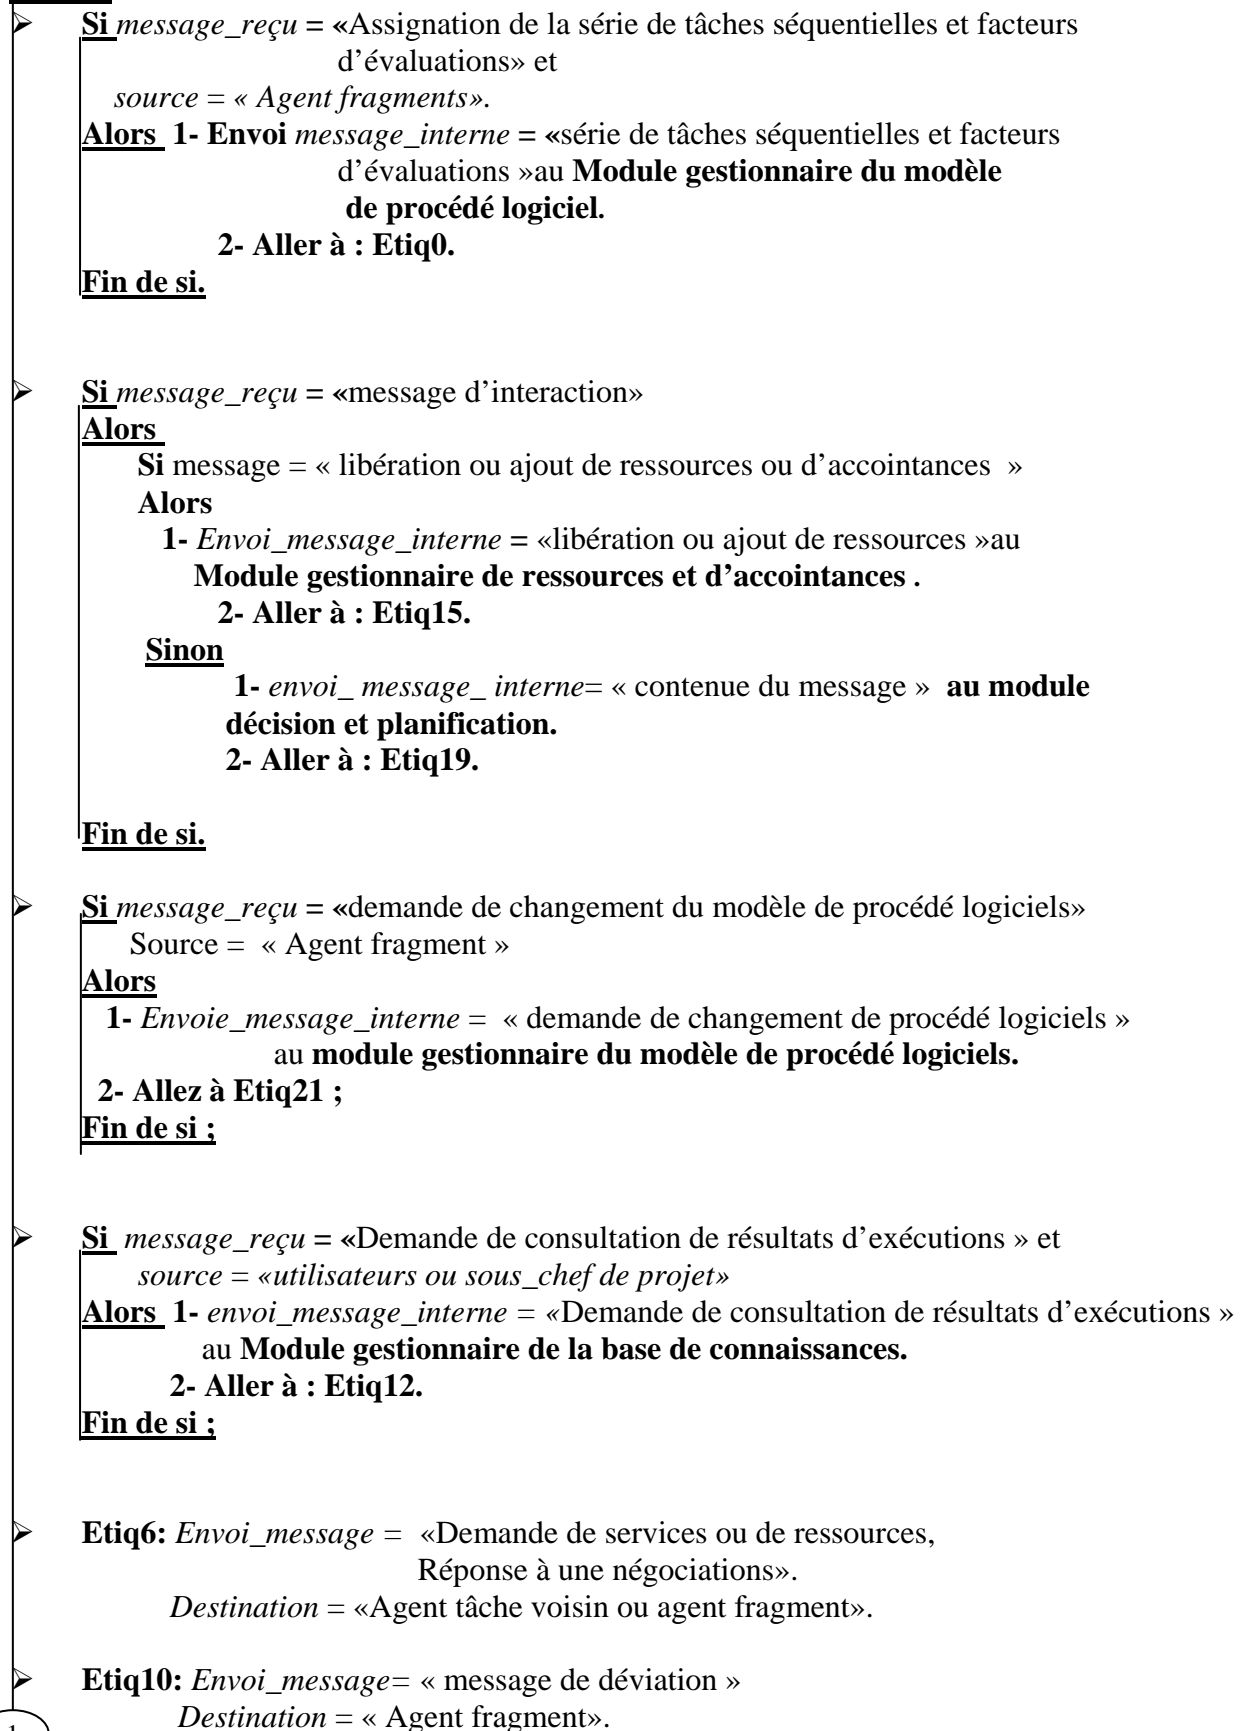 ➢ Si message_reçu = «Assignation de la série de tâches séquentielles et facteurs
d’évaluations» et
source = « Agent fragments».
Alors 1- Envoi message_interne = «série de tâches séquentielles et facteurs
d’évaluations »au Module gestionnaire du modèle
de procédé logiciel.
2- Aller à : Etiq0.
Fin de si.
➢ Si message_reçu = «message d’interaction»
Alors
Si message = « libération ou ajout de ressources ou d’accointances »
Alors
1- Envoi_message_interne = «libération ou ajout de ressources »au
Module gestionnaire de ressources et d’accointances .
2- Aller à : Etiq15.
Sinon
1- envoi_ message_ interne= « contenue du message » au module
décision et planification.
2- Aller à : Etiq19.
Fin de si.
➢ Si message_reçu = «demande de changement du modèle de procédé logiciels»
Source = « Agent fragment »
Alors
1- Envoie_message_interne = « demande de changement de procédé logiciels »
au module gestionnaire du modèle de procédé logiciels.
2- Allez à Etiq21 ;
Fin de si ;
➢ Si message_reçu = «Demande de consultation de résultats d’exécutions » et
source = «utilisateurs ou sous_chef de projet»
Alors 1- envoi_message_interne = «Demande de consultation de résultats d’exécutions »
au Module gestionnaire de la base de connaissances.
2- Aller à : Etiq12.
Fin de si ;
➢ Etiq6: Envoi_message = «Demande de services ou de ressources,
Réponse à une négociations».
Destination = «Agent tâche voisin ou agent fragment».
➢ Etiq10: Envoi_message= « message de déviation »
Destination = « Agent fragment».